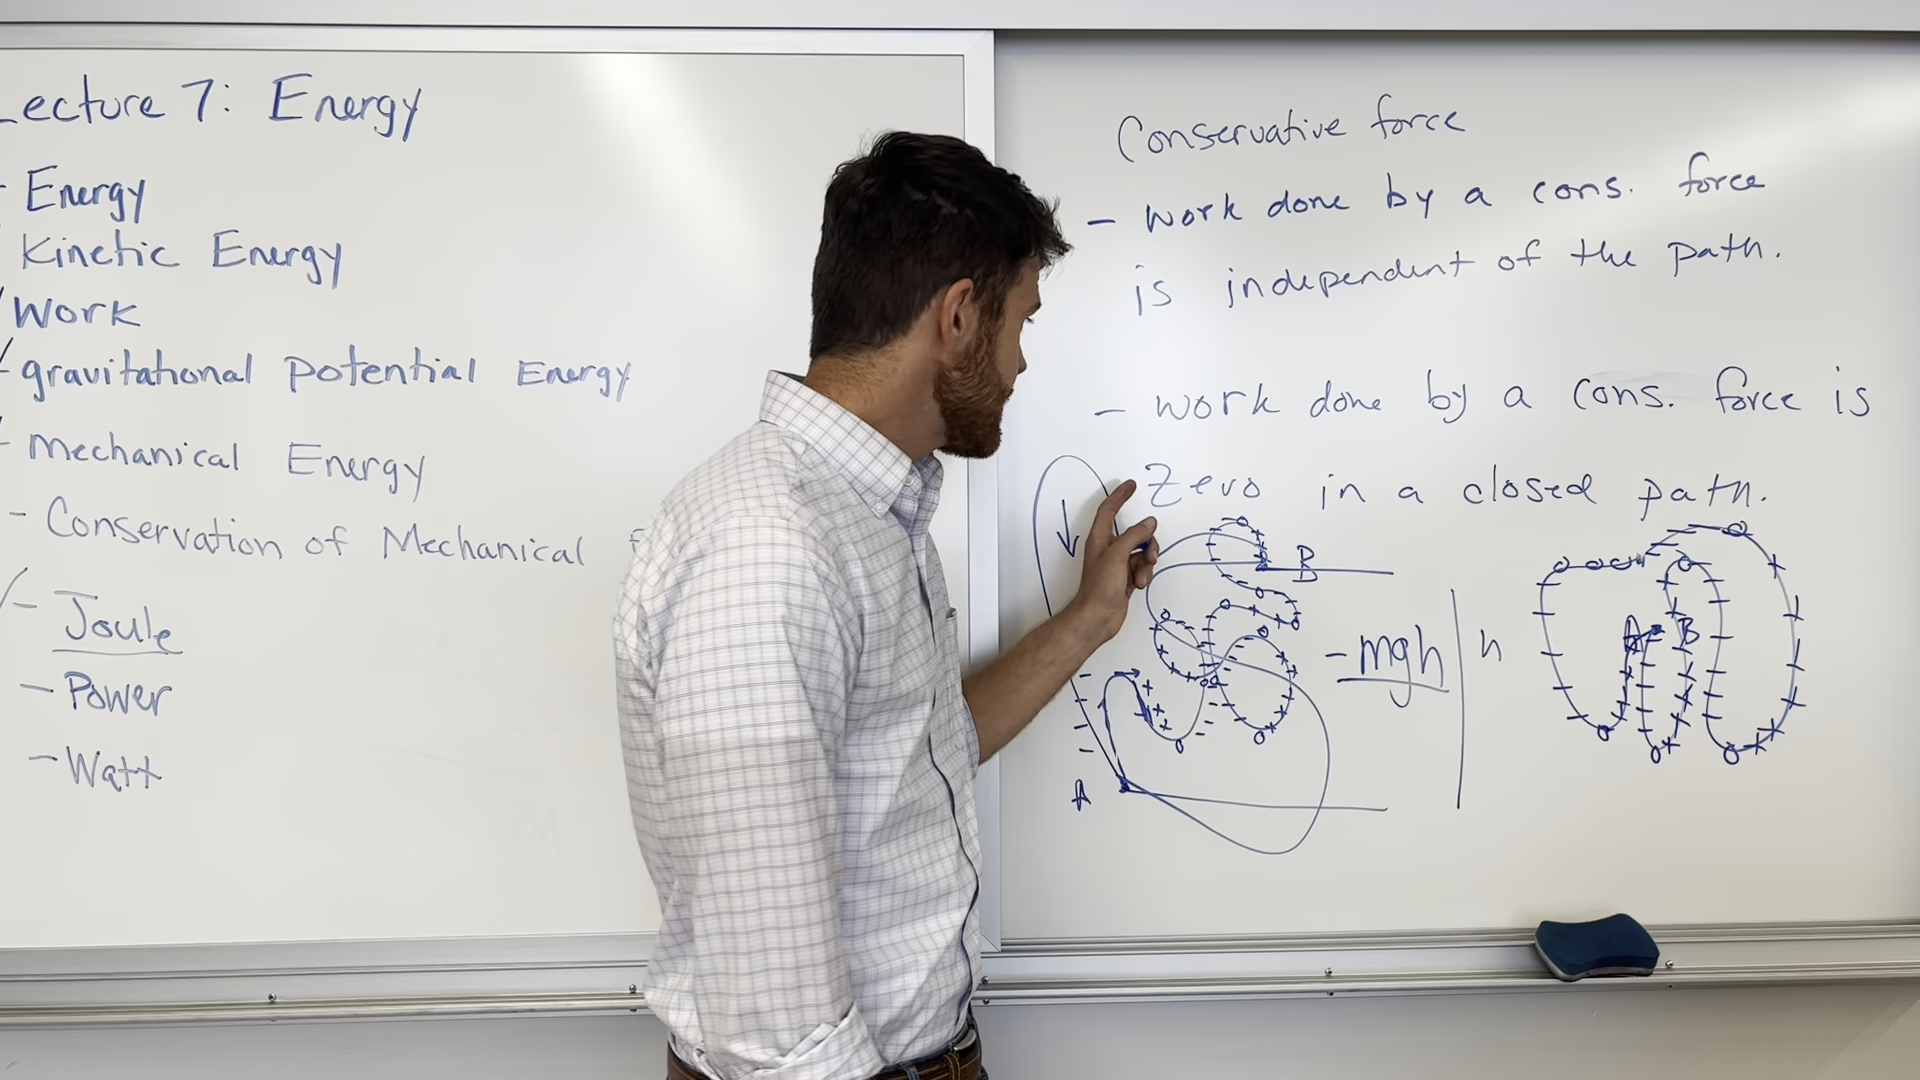 Lecture 7: Energy
- Energy
Kinetic Energy
Work
gravitational Potential Energy
- Mechanical Energy
- Conservation of Mechanical
- Joule
- Power
- Watt
Conservative force
- work done by a cons. force
is independent of the path.
- work done by a cons. force is
zero in a closed path.
B
-mgh
h
A = B
A